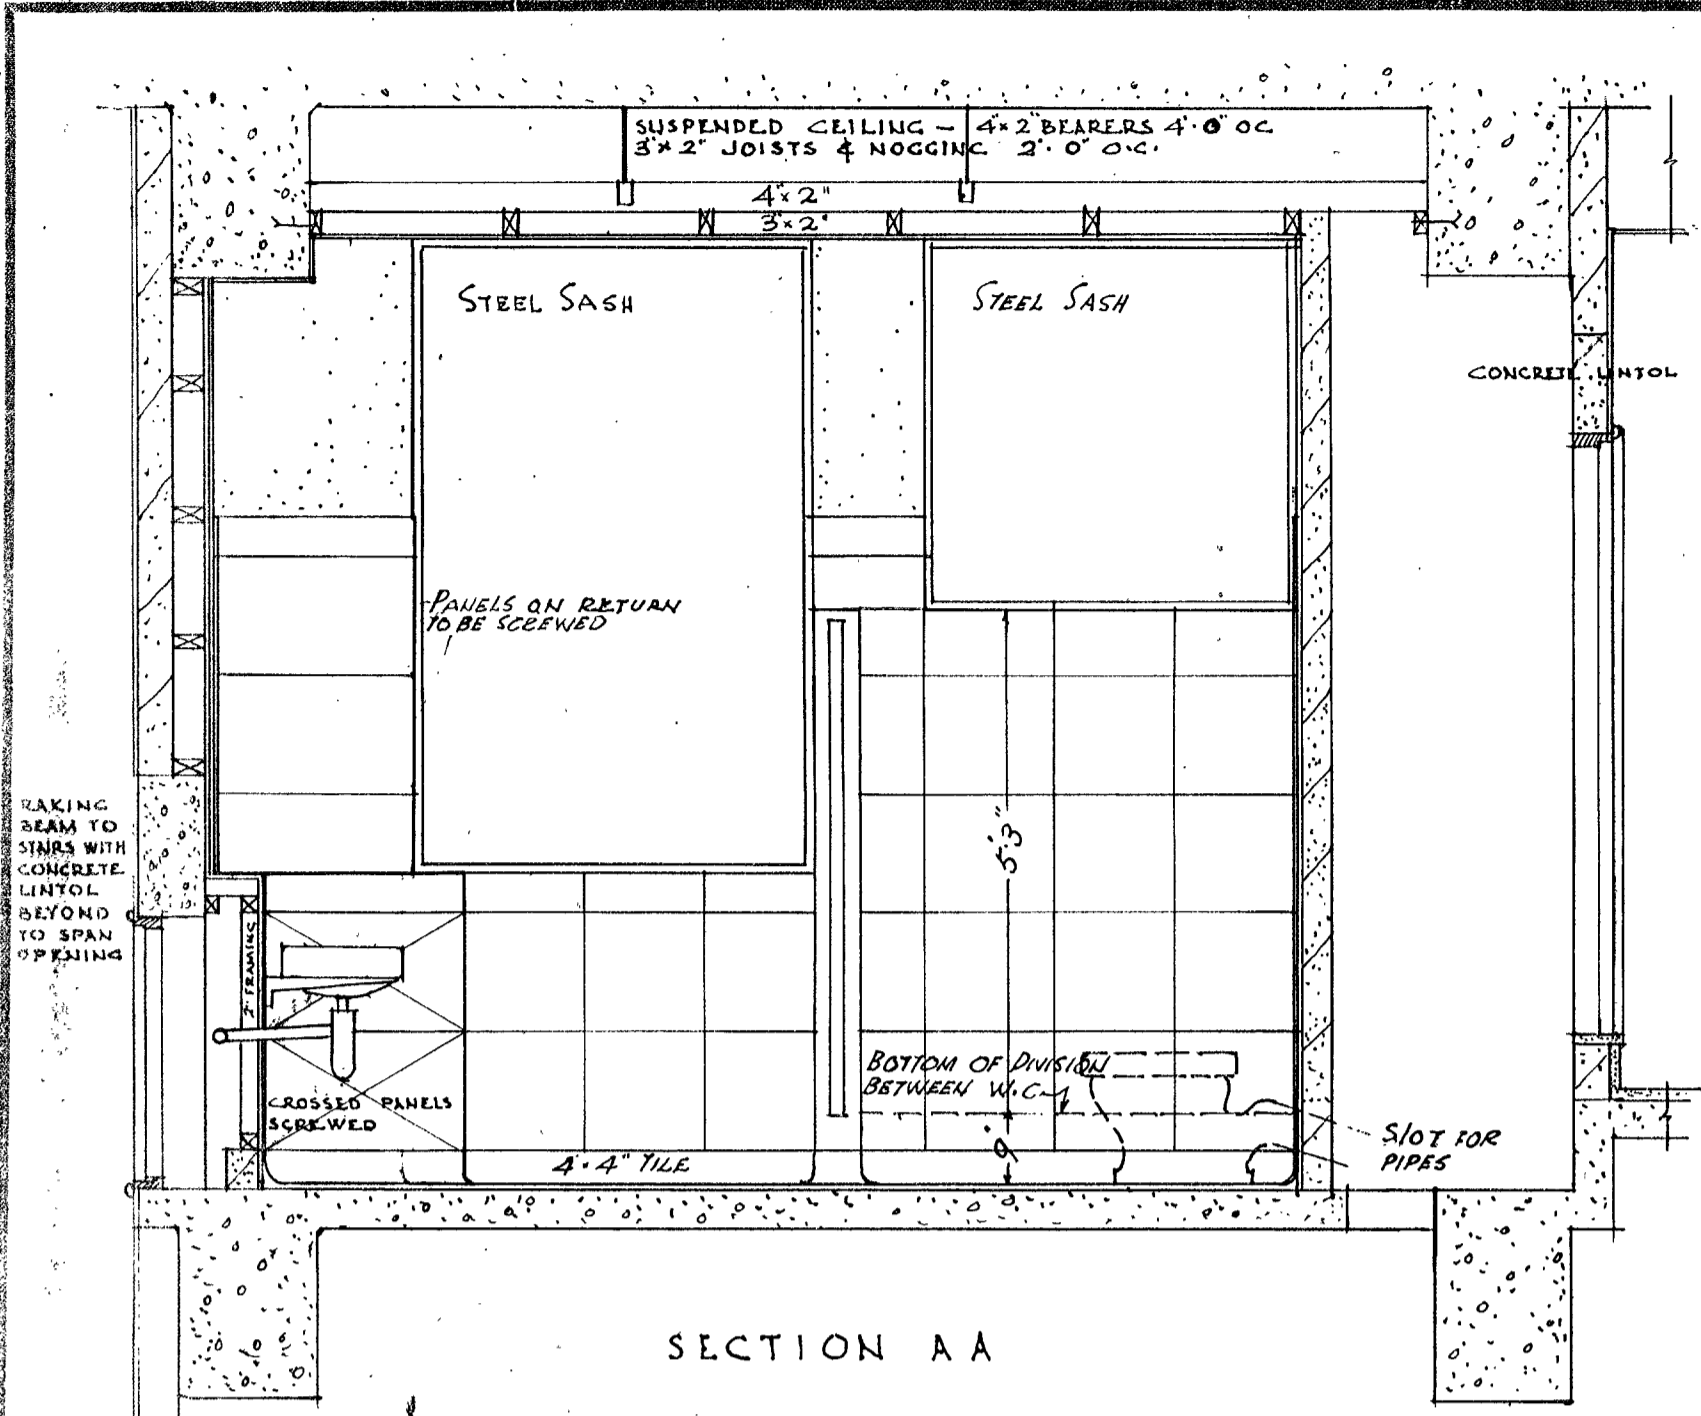 SUSPENDED CEILING – 4"x 2" BEARERS 4'. 0" OC
3"x 2" JOISTS & NOGGING 2'. 0" O.C.
4"x 2"
3"x 2"
STEEL SASH
STEEL SASH
CONCRETE LINTOL
PANELS ON RETURN
TO BE SCREWED
RAKING
BEAM TO
STAIRS WITH
CONCRETE
LINTOL
BEYOND
TO SPAN
OPENING
5'3"
2" FRAMING
BOTTOM OF DIVISION
BETWEEN W.C.
CROSSED PANELS
SCREWED
9"
SLOT FOR
PIPES
4·4" TILE
SECTION AA